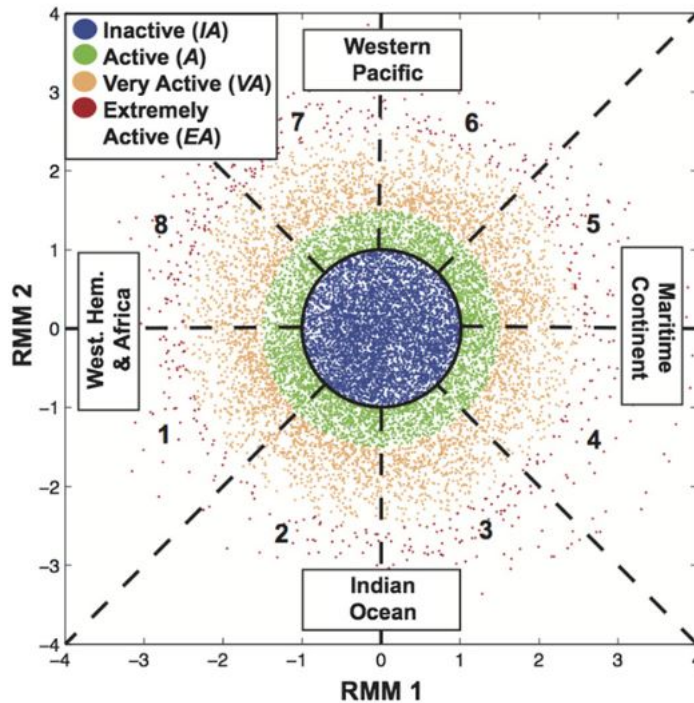 Inactive (IA)
Active (A)
Very Active (VA)
Extremely
Active (EA)
Western
Pacific
7
6
8
5
West. Hem.
& Africa
Maritime
Continent
1
4
2
3
Indian
Ocean
4
3
2
1
0
−1
−2
−3
−4
RMM 2
−4
−3
−2
−1
0
1
2
3
RMM 1